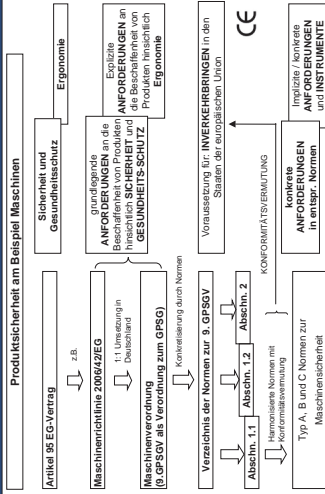 Produktsicherheit am Beispiel Maschinen
Artikel 95 EG-Vertrag
Sicherheit und
Gesundheitsschutz
Ergonomie
z.B.
Maschinenrichtlinie 2006/42/EG
1:1 Umsetzung in
Deutschland
Maschinenverordnung
(9.GPSGV als Verordnung zum GPSG)
grundlegende
ANFORDERUNGEN an die
Beschaffenheit von Produkten
hinsichtlich SICHERHEIT und
GESUNDHEITS-SCHUTZ
Explizite
ANFORDERUNGEN an
die Beschaffenheit von
Produkten hinsichtlich
Ergonomie
Konkretisierung durch Normen
Verzeichnis der Normen zur 9. GPSGV
Voraussetzung für: INVERKEHRBRINGEN in den
Staaten der europäischen Union
CE
Abschn. 1.1
Abschn. 1.2
Abschn. 2
Harmonisierte Normen mit
Konformitätsvermutung
KONFORMITÄTSVERMUTUNG
Typ A, B und C Normen zur
Maschinensicherheit
konkrete
ANFORDERUNGEN
in entspr. Normen
Implizite / konkrete
ANFORDERUNGEN
und INSTRUMENTE